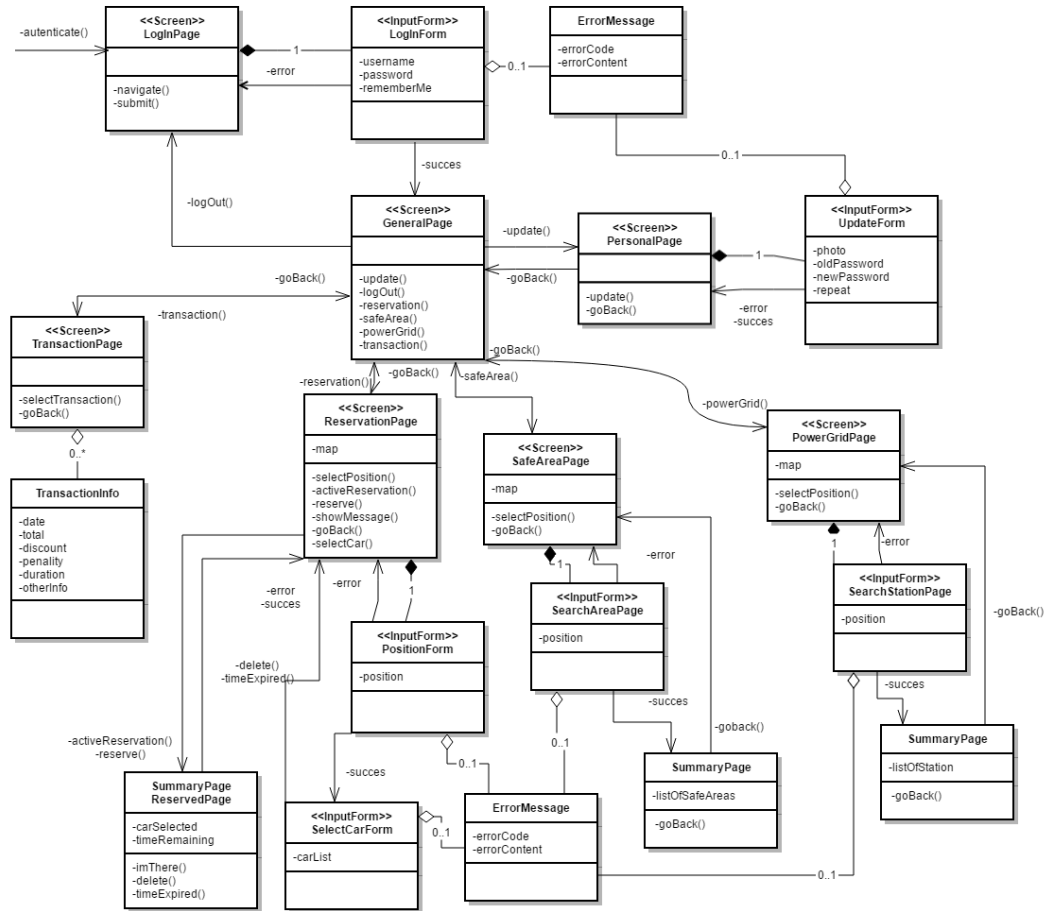 -autenticate()
<<Screen>>
LogInPage
-navigate()
-submit()
1
-error
<<InputForm>>
LogInForm
-username
-password
-rememberMe
0..1
ErrorMessage
-errorCode
-errorContent
-succes
0..1
-logOut()
<<Screen>>
GeneralPage
-update()
-logOut()
-reservation()
-safeArea()
-powerGrid()
-transaction()
-update()
-goBack()
<<Screen>>
PersonalPage
-update()
-goBack()
1
-error
-succes
<<InputForm>>
UpdateForm
-photo
-oldPassword
-newPassword
-repeat
-goBack()
-transaction()
<<Screen>>
TransactionPage
-selectTransaction()
-goBack()
0..*
TransactionInfo
-date
-total
-discount
-penality
-duration
-otherInfo
-reservation()
-goBack()
-safeArea()
-goBack()
-powerGrid()
<<Screen>>
ReservationPage
-map
-selectPosition()
-activeReservation()
-reserve()
-showMessage()
-goBack()
-selectCar()
<<Screen>>
SafeAreaPage
-map
-selectPosition()
-goBack()
<<Screen>>
PowerGridPage
-map
-selectPosition()
-goBack()
-error
-succes
-error
1
1
-error
1
-error
<<InputForm>>
PositionForm
-position
<<InputForm>>
SearchAreaPage
-position
<<InputForm>>
SearchStationPage
-position
-goBack()
-delete()
-timeExpired()
-succes
-goback()
-succes
-activeReservation()
-reserve()
-succes
0..1
0..1
SummaryPage
ReservedPage
-carSelected
-timeRemaining
-imThere()
-delete()
-timeExpired()
<<InputForm>>
SelectCarForm
-carList
0..1
ErrorMessage
-errorCode
-errorContent
SummaryPage
-listOfSafeAreas
-goBack()
SummaryPage
-listOfStation
-goBack()
0..1